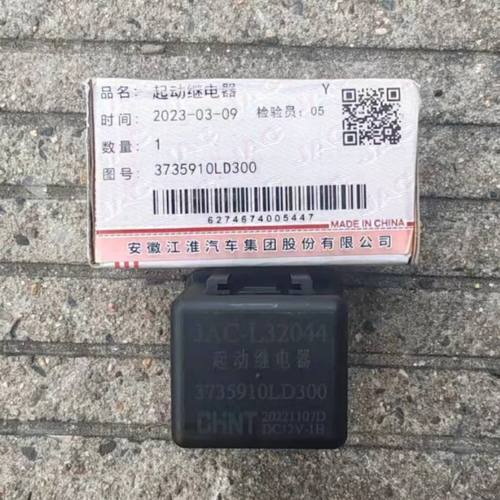 品名: 起动继电器 Y
时间: 2023-03-09 检验员: 05
数量: 1
图号: 3735910LD300
6274674005447
MADE IN CHINA
安徽江淮汽车集团股份有限公司
JAC-L32044
起动继电器
3735910LD300
CHNT 20221107D
DC12V-1H